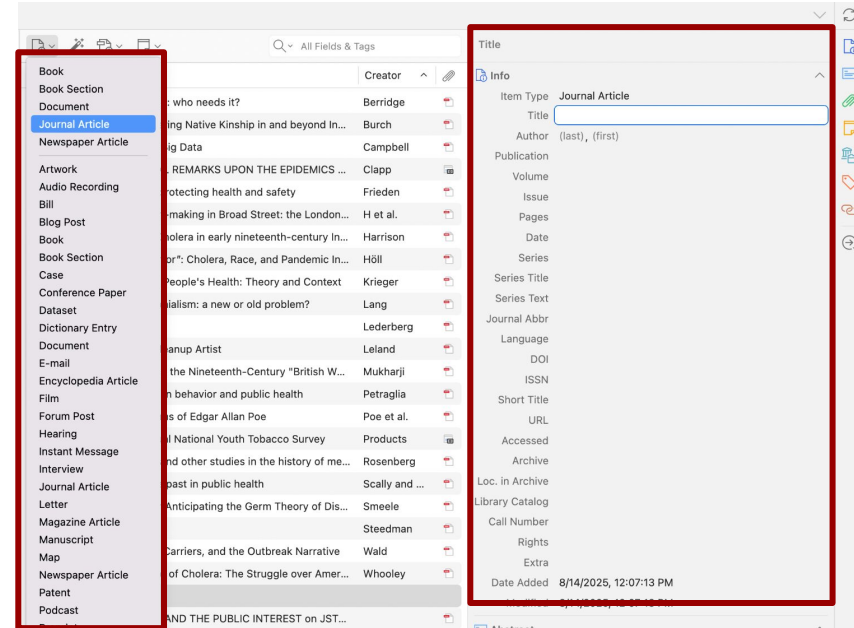 All Fields & Tags
Book
Book Section
Document
Journal Article
Newspaper Article
Artwork
Audio Recording
Bill
Blog Post
Book
Book Section
Case
Conference Paper
Dataset
Dictionary Entry
Document
E-mail
Encyclopedia Article
Film
Forum Post
Hearing
Instant Message
Interview
Journal Article
Letter
Magazine Article
Manuscript
Map
Newspaper Article
Patent
Podcast
Creator
: who needs it? Berridge
ing Native Kinship in and beyond In... Burch
ig Data Campbell
REMARKS UPON THE EPIDEMICS ... Clapp
rotecting health and safety Frieden
-making in Broad Street: the London... H et al.
holera in early nineteenth-century In... Harrison
or": Cholera, Race, and Pandemic In... Höll
People's Health: Theory and Context Krieger
ialism: a new or old problem? Lang
Lederberg
anup Artist Leland
the Nineteenth-Century "British W... Mukharji
n behavior and public health Petraglia
s of Edgar Allan Poe Poe et al.
l National Youth Tobacco Survey Products
nd other studies in the history of me... Rosenberg
past in public health Scally and ...
Anticipating the Germ Theory of Dis... Smeele
Steedman
Carriers, and the Outbreak Narrative Wald
of Cholera: The Struggle over Amer... Whooley
AND THE PUBLIC INTEREST on JST...
Title
Info
Item Type Journal Article
Title
Author (last), (first)
Publication
Volume
Issue
Pages
Date
Series
Series Title
Series Text
Journal Abbr
Language
DOI
ISSN
Short Title
URL
Accessed
Archive
Loc. in Archive
Library Catalog
Call Number
Rights
Extra
Date Added 8/14/2025, 12:07:13 PM
Modified 8/14/2025, 12:07:13 PM
Abstract